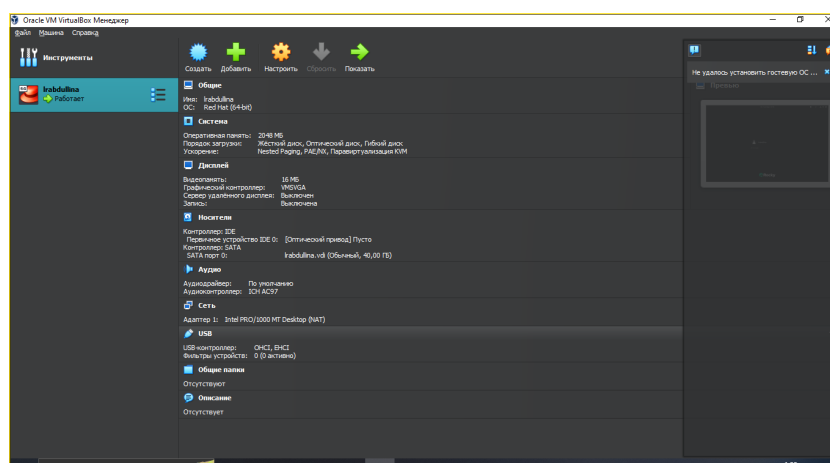 Oracle VM VirtualBox Менеджер
Файл Машина Справка
Инструменты
Создать Добавить Настроить Сбросить Показать
Не удалось установить гостевую ОС ...
Превью
lrabdullina
Работает
Общие
Имя: lrabdullina
ОС: Red Hat (64-bit)
Система
Оперативная память: 2048 МБ
Порядок загрузки: Жёсткий диск, Оптический диск, Гибкий диск
Ускорение: Nested Paging, PAE/NX, Паравиртуализация KVM
Дисплей
Видеопамять: 16 МБ
Графический контроллер: VMSVGA
Сервер удалённого дисплея: Выключен
Запись: Выключена
Носители
Контроллер: IDE
Первичное устройство IDE 0: [Оптический привод] Пусто
Контроллер: SATA
SATA порт 0: lrabdullina.vdi (Обычный, 40,00 ГБ)
Аудио
Аудиодрайвер: По умолчанию
Аудиоконтроллер: ICH AC97
Сеть
Адаптер 1: Intel PRO/1000 MT Desktop (NAT)
USB
USB-контроллер: OHCI, EHCI
Фильтры устройств: 0 (0 активно)
Общие папки
Отсутствуют
Описание
Отсутствует